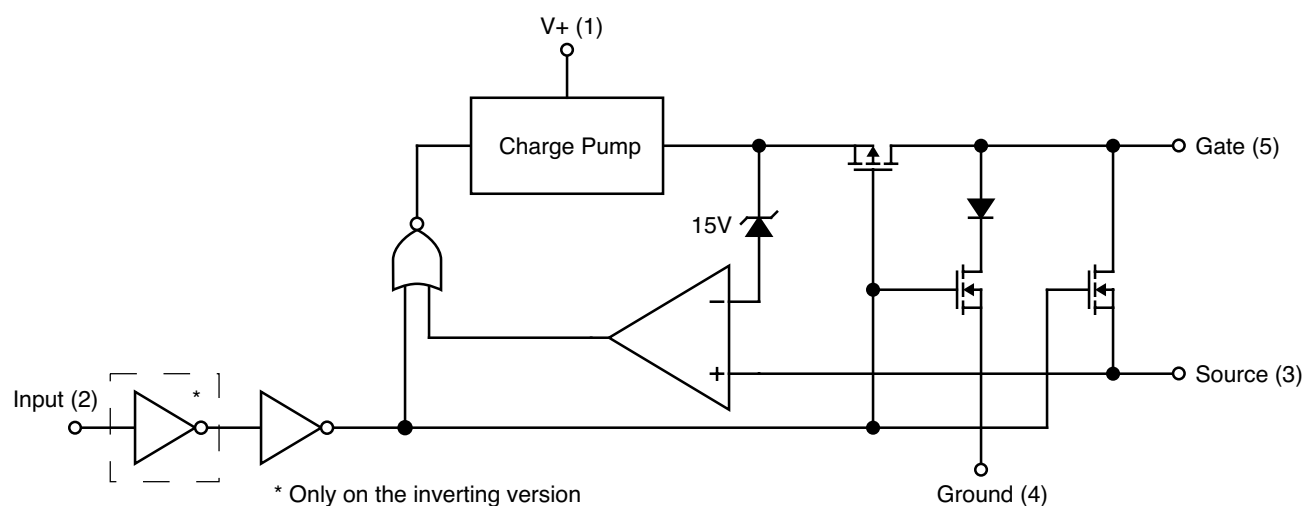 V+ (1)
Charge Pump
Gate (5)
15V
−
+
Source (3)
Input (2)
*
* Only on the inverting version
Ground (4)